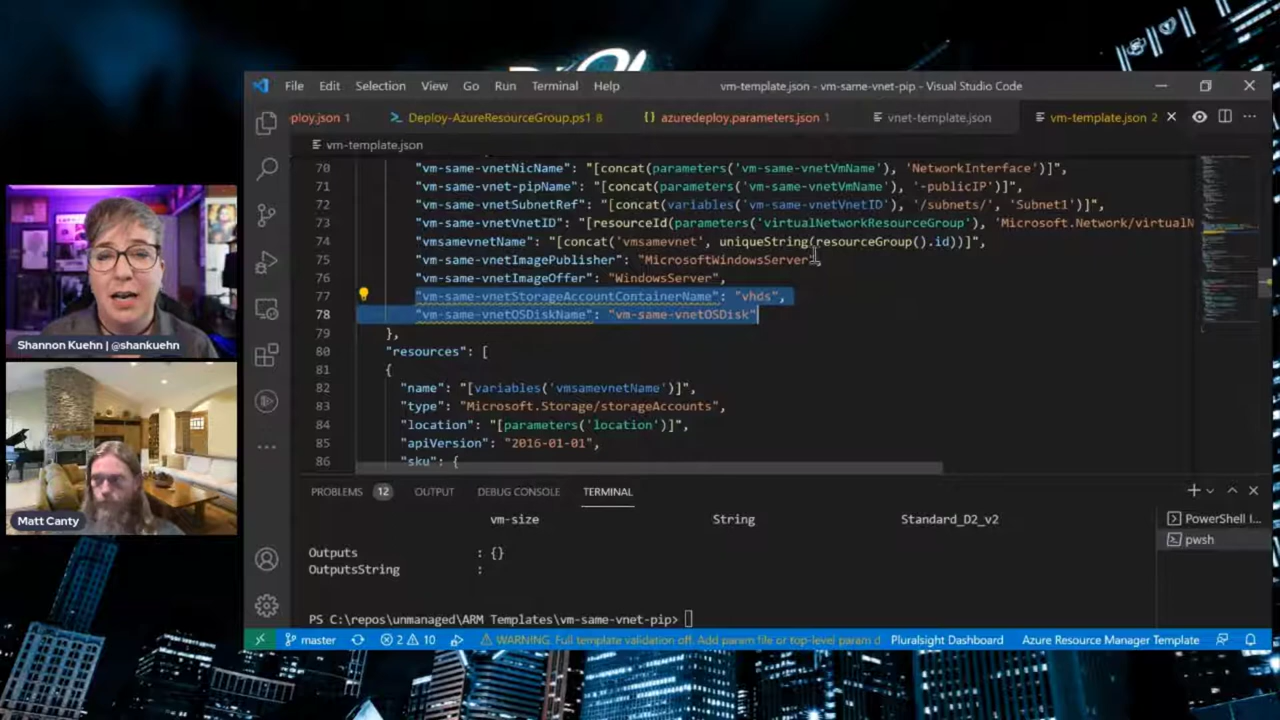 File Edit Selection View Go Run Terminal Help vm-template.json - vm-same-vnet-pip - Visual Studio Code
ploy.json 1 Deploy-AzureResourceGroup.ps1 8 {} azuredeploy.parameters.json 1 vnet-template.json vm-template.json 2
vm-template.json
70 "vm-same-vnetNicName": "[concat(parameters('vm-same-vnetVmName'), 'NetworkInterface')]",
71 "vm-same-vnet-pipName": "[concat(parameters('vm-same-vnetVmName'), '-publicIP')]",
72 "vm-same-vnetSubnetRef": "[concat(variables('vm-same-vnetVnetID'), '/subnets/', 'Subnet1')]",
73 "vm-same-vnetVnetID": "[resourceId(parameters('virtualNetworkResourceGroup'), 'Microsoft.Network/virtualN
74 "vmsamevnetName": "[concat('vmsamevnet', uniqueString(resourceGroup().id))]",
75 "vm-same-vnetImagePublisher": "MicrosoftWindowsServer",
76 "vm-same-vnetImageOffer": "WindowsServer",
77 "vm-same-vnetStorageAccountContainerName": "vhds",
78 "vm-same-vnetOSDiskName": "vm-same-vnetOSDisk"
79 },
80 "resources": [
81 {
82 "name": "[variables('vmsamevnetName')]",
83 "type": "Microsoft.Storage/storageAccounts",
84 "location": "[parameters('location')]",
85 "apiVersion": "2016-01-01",
86 "sku": {
PROBLEMS 12 OUTPUT DEBUG CONSOLE TERMINAL
vm-size String Standard_D2_v2
Outputs : {}
OutputsString :
PS C:\repos\unmanaged\ARM Templates\vm-same-vnet-pip>
PowerShell I...
pwsh
master 2 10 WARNING: Full template validation off. Add param file or top-level param d Pluralsight Dashboard Azure Resource Manager Template
Shannon Kuehn | @shankuehn
Matt Canty